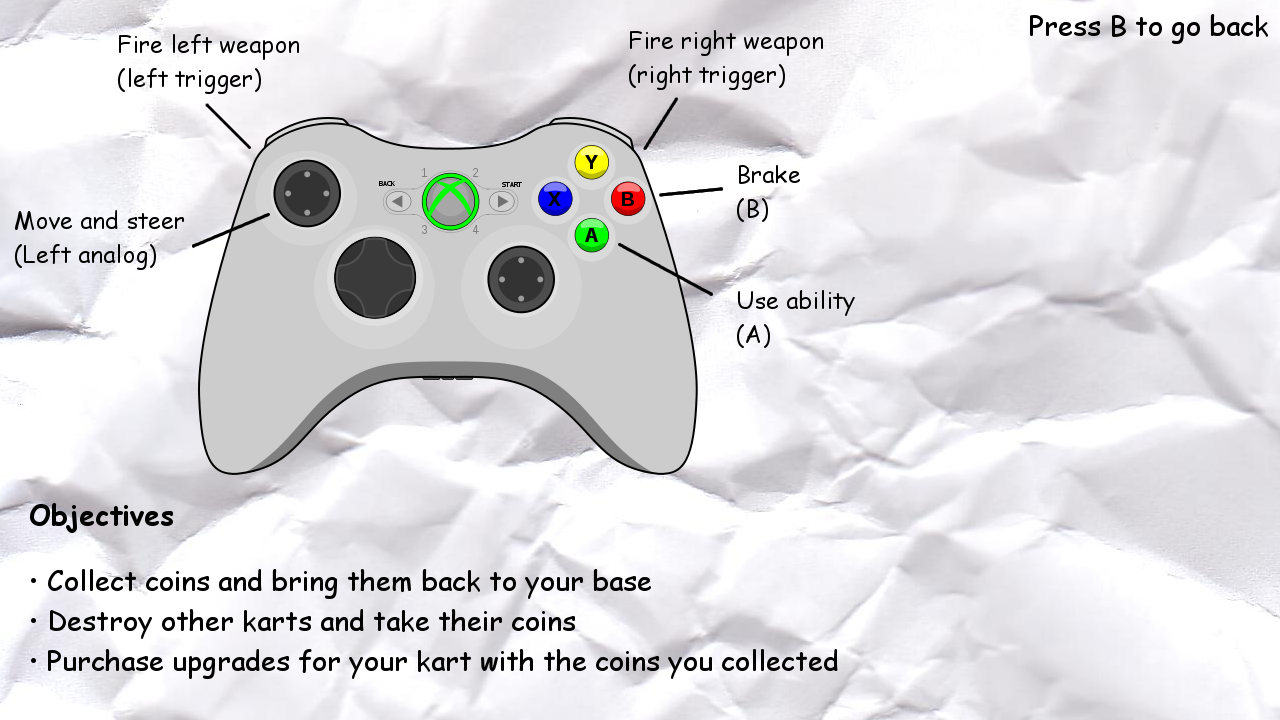 Press B to go back
Fire left weapon
(left trigger)
Fire right weapon
(right trigger)
Move and steer
(Left analog)
BACK
START
1
2
3
4
Y
X
B
A
Brake
(B)
Use ability
(A)
Objectives
• Collect coins and bring them back to your base
• Destroy other karts and take their coins
• Purchase upgrades for your kart with the coins you collected